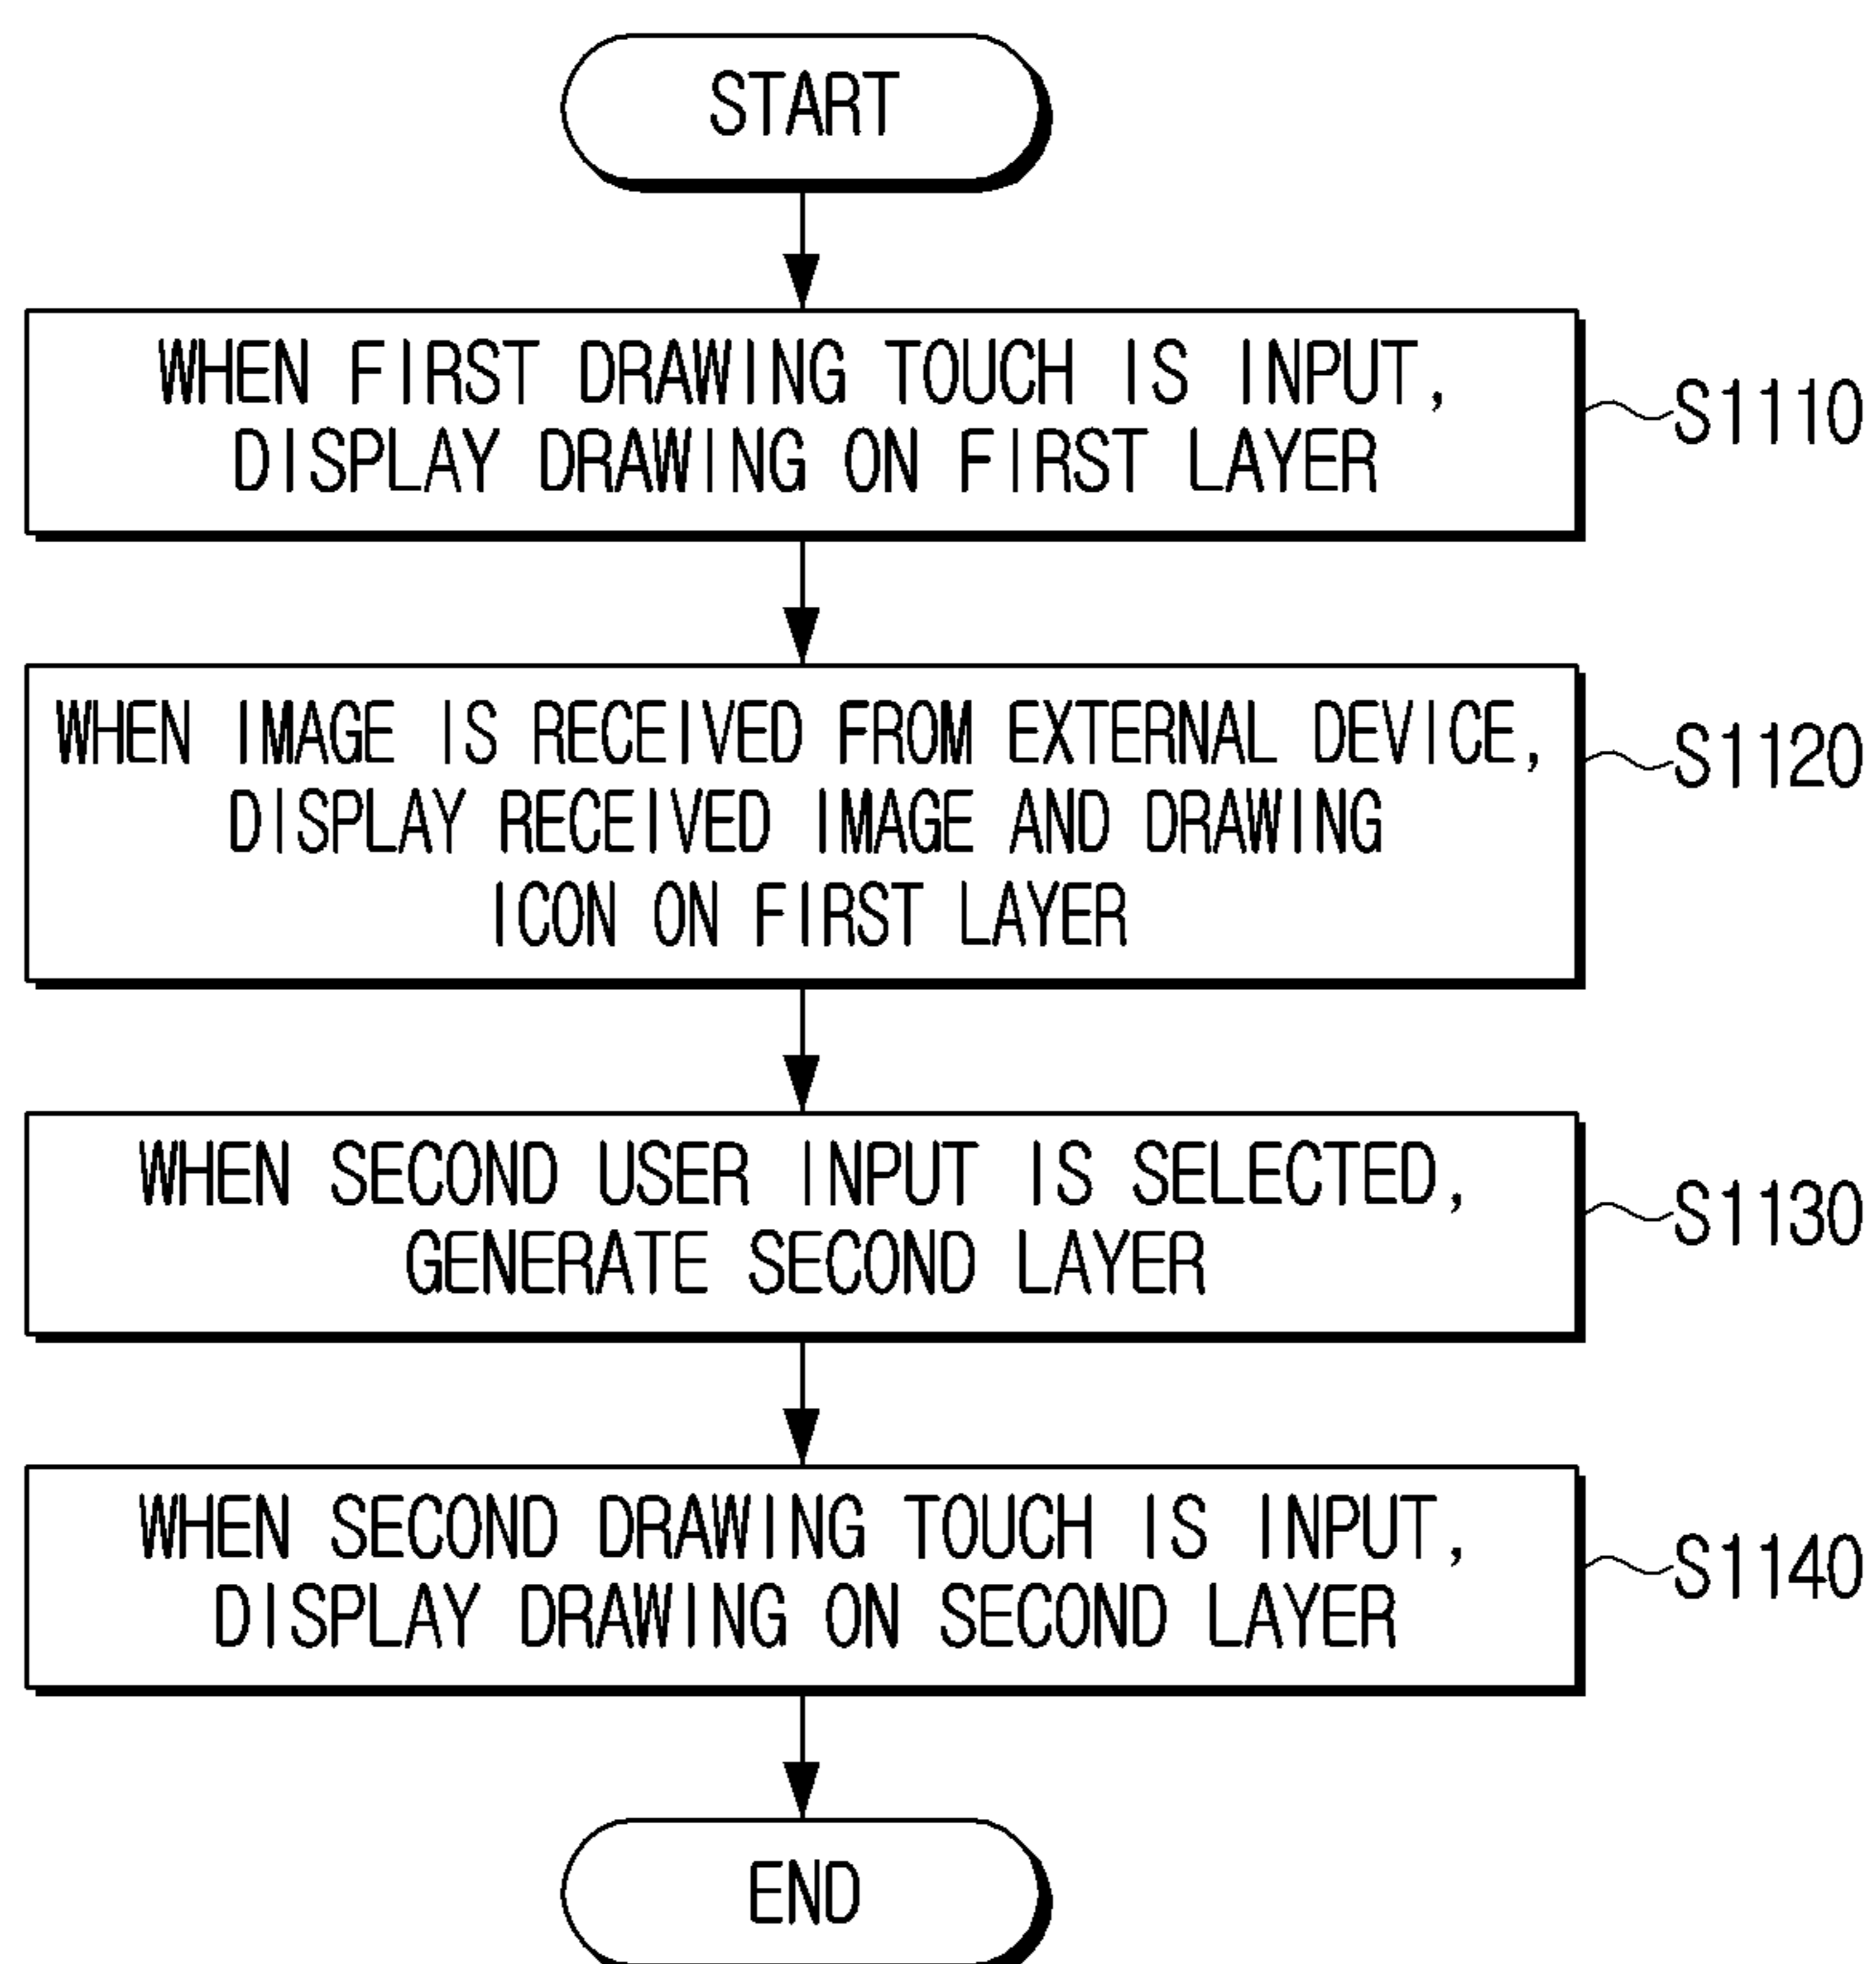 START
WHEN FIRST DRAWING TOUCH IS INPUT,
DISPLAY DRAWING ON FIRST LAYER
S1110
WHEN IMAGE IS RECEIVED FROM EXTERNAL DEVICE,
DISPLAY RECEIVED IMAGE AND DRAWING
ICON ON FIRST LAYER
S1120
WHEN SECOND USER INPUT IS SELECTED,
GENERATE SECOND LAYER
S1130
WHEN SECOND DRAWING TOUCH IS INPUT,
DISPLAY DRAWING ON SECOND LAYER
S1140
END